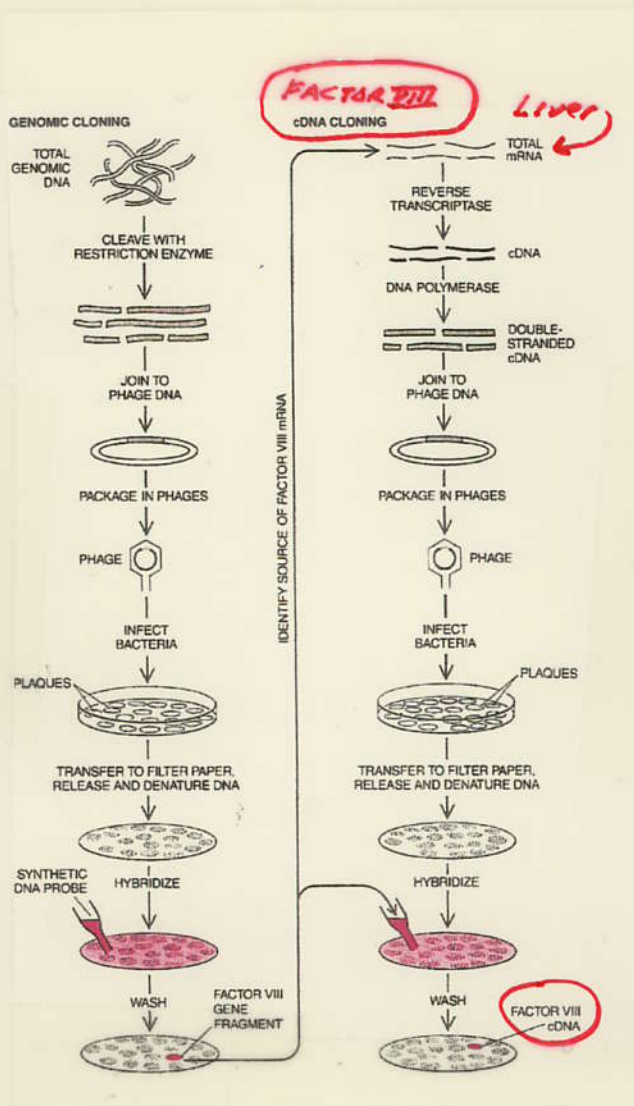 FACTOR VIII
Liver
GENOMIC CLONING
TOTAL
GENOMIC
DNA
CLEAVE WITH
RESTRICTION ENZYME
JOIN TO
PHAGE DNA
PACKAGE IN PHAGES
PHAGE
INFECT
BACTERIA
PLAQUES
TRANSFER TO FILTER PAPER,
RELEASE AND DENATURE DNA
SYNTHETIC
DNA PROBE
HYBRIDIZE
WASH
FACTOR VIII
GENE
FRAGMENT
IDENTIFY SOURCE OF FACTOR VIII mRNA
cDNA CLONING
TOTAL
mRNA
REVERSE
TRANSCRIPTASE
cDNA
DNA POLYMERASE
DOUBLE-
STRANDED
cDNA
JOIN TO
PHAGE DNA
PACKAGE IN PHAGES
PHAGE
INFECT
BACTERIA
PLAQUES
TRANSFER TO FILTER PAPER,
RELEASE AND DENATURE DNA
HYBRIDIZE
WASH
FACTOR VIII
cDNA